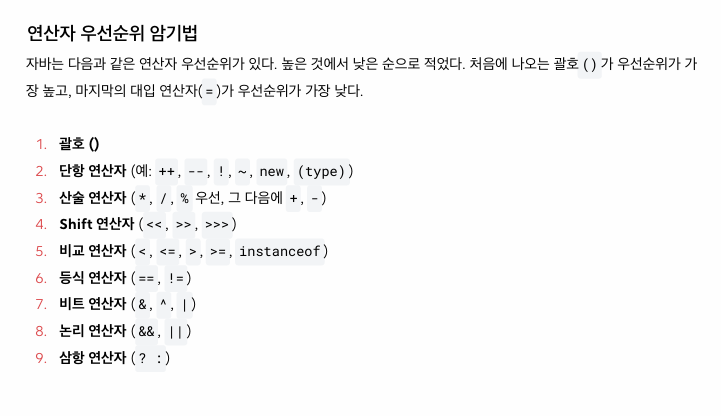 연산자 우선순위 암기법
자바는 다음과 같은 연산자 우선순위가 있다. 높은 것에서 낮은 순으로 적었다. 처음에 나오는 괄호 () 가 우선순위가 가
장 높고, 마지막의 대입 연산자(=)가 우선순위가 가장 낮다.
1. 괄호 ()
2. 단항 연산자 (예: ++, --, !, ~, new, (type))
3. 산술 연산자 (*, /, % 우선, 그 다음에 +, -)
4. Shift 연산자 (<<, >>, >>>)
5. 비교 연산자 (<, <=, >, >=, instanceof)
6. 등식 연산자 (==, !=)
7. 비트 연산자 (&, ^, |)
8. 논리 연산자 (&&, ||)
9. 삼항 연산자 (? :)